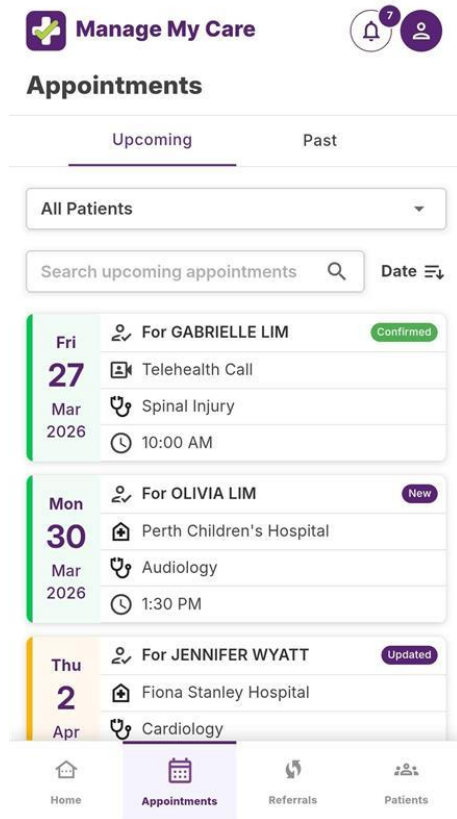 Manage My Care
7
Appointments
Upcoming
Past
All Patients
Search upcoming appointments
Date
Fri
27
Mar
2026
For GABRIELLE LIM
Confirmed
Telehealth Call
Spinal Injury
10:00 AM
Mon
30
Mar
2026
For OLIVIA LIM
New
Perth Children's Hospital
Audiology
1:30 PM
Thu
2
Apr
For JENNIFER WYATT
Updated
Fiona Stanley Hospital
Cardiology
Home
Appointments
Referrals
Patients